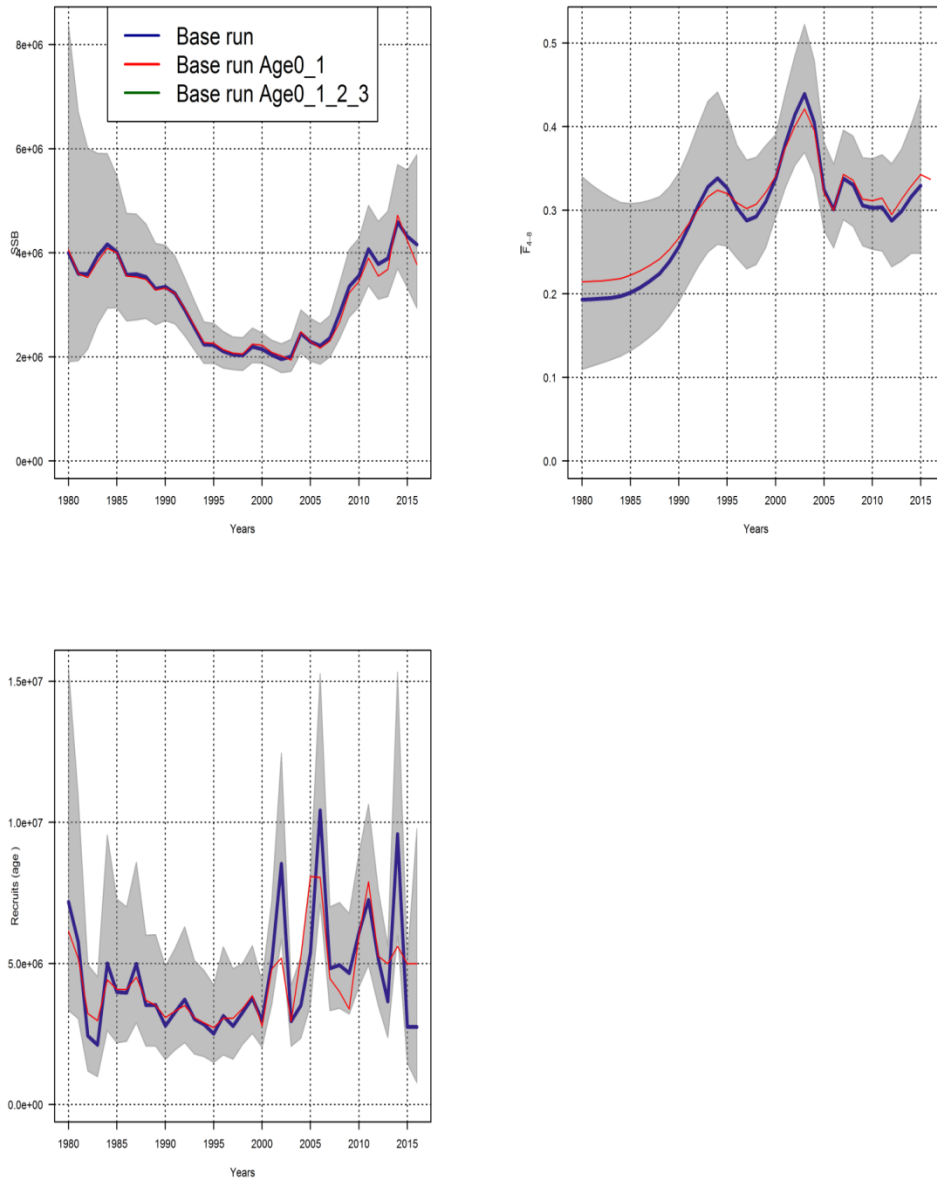 Base run
Base run Age0_1
Base run Age0_1_2_3
8e+06
6e+06
4e+06
2e+06
0e+00
SSB
1980 1985 1990 1995 2000 2005 2010 2015
Years
0.5
0.4
0.3
0.2
0.1
0.0
F̅4−8
1980 1985 1990 1995 2000 2005 2010 2015
Years
1.5e+07
1.0e+07
5.0e+06
0.0e+00
Recruits (age )
1980 1985 1990 1995 2000 2005 2010 2015
Years